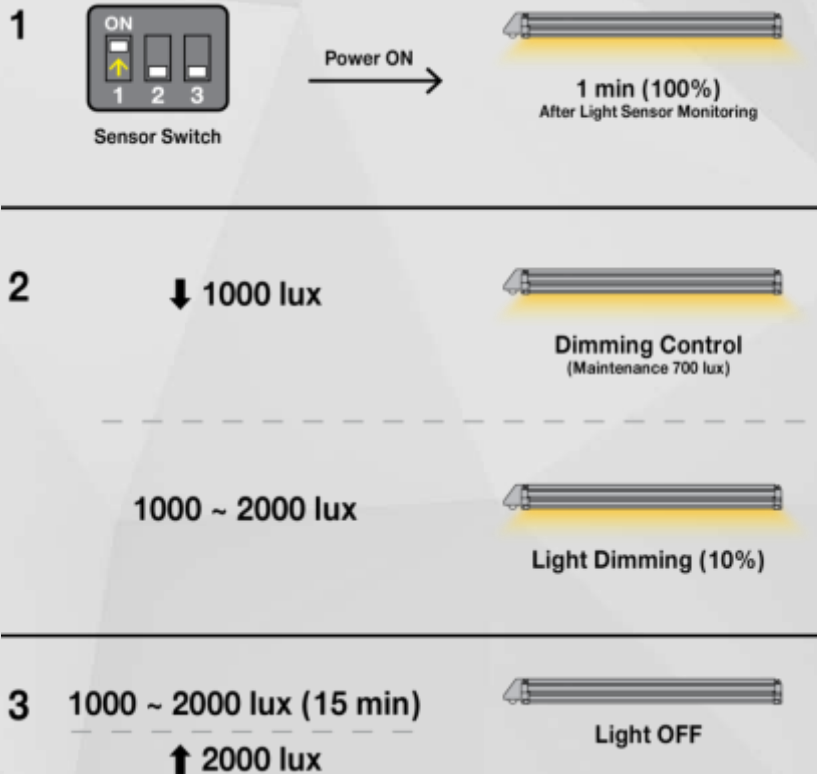 1
ON
1 2 3
Sensor Switch
Power ON
1 min (100%)
After Light Sensor Monitoring
2
⬇ 1000 lux
Dimming Control
(Maintenance 700 lux)
1000 ~ 2000 lux
Light Dimming (10%)
3
1000 ~ 2000 lux (15 min)
⬆ 2000 lux
Light OFF